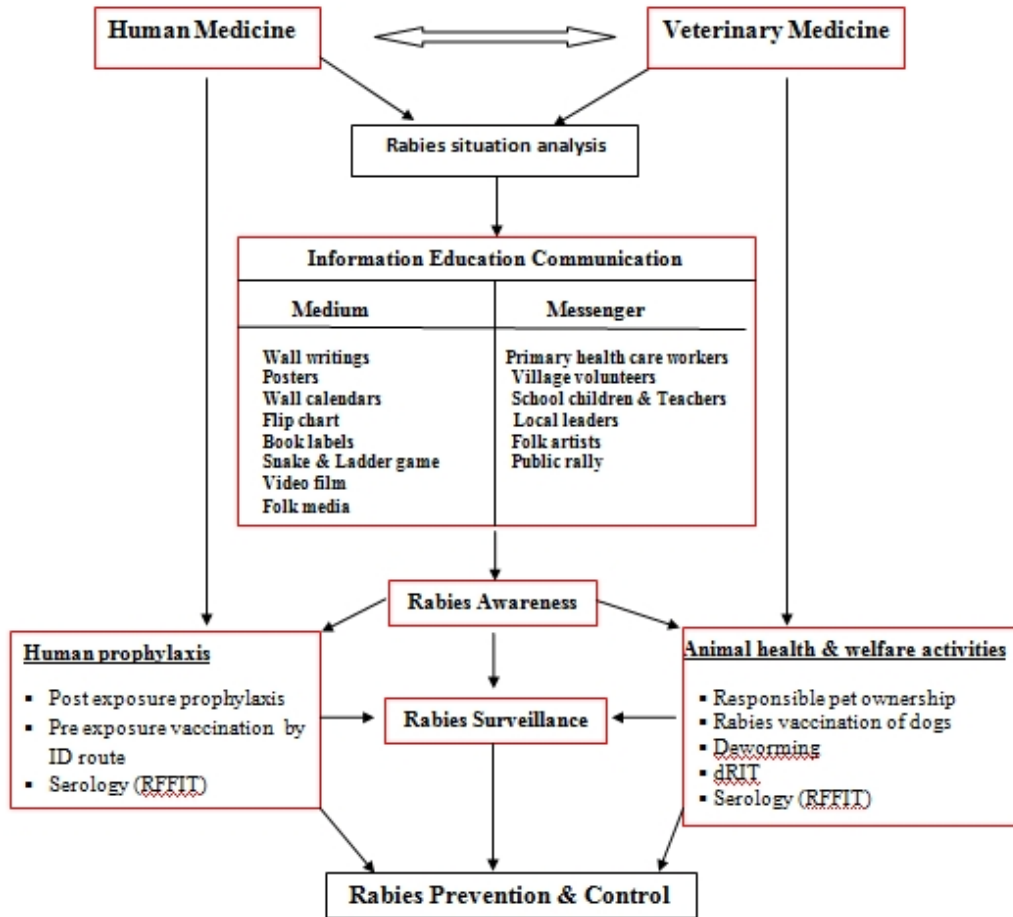 Human Medicine
Veterinary Medicine
Rabies situation analysis
Information Education Communication
Medium
Wall writings
Posters
Wall calendars
Flip chart
Book labels
Snake & Ladder game
Video film
Folk media
Messenger
Primary health care workers
Village volunteers
School children & Teachers
Local leaders
Folk artists
Public rally
Rabies Awareness
Human prophylaxis
▪ Post exposure prophylaxis
▪ Pre exposure vaccination by
ID route
▪ Serology (RFFIT)
Rabies Surveillance
Animal health & welfare activities
▪ Responsible pet ownership
▪ Rabies vaccination of dogs
▪ Deworming
▪ dRIT
▪ Serology (RFFIT)
Rabies Prevention & Control